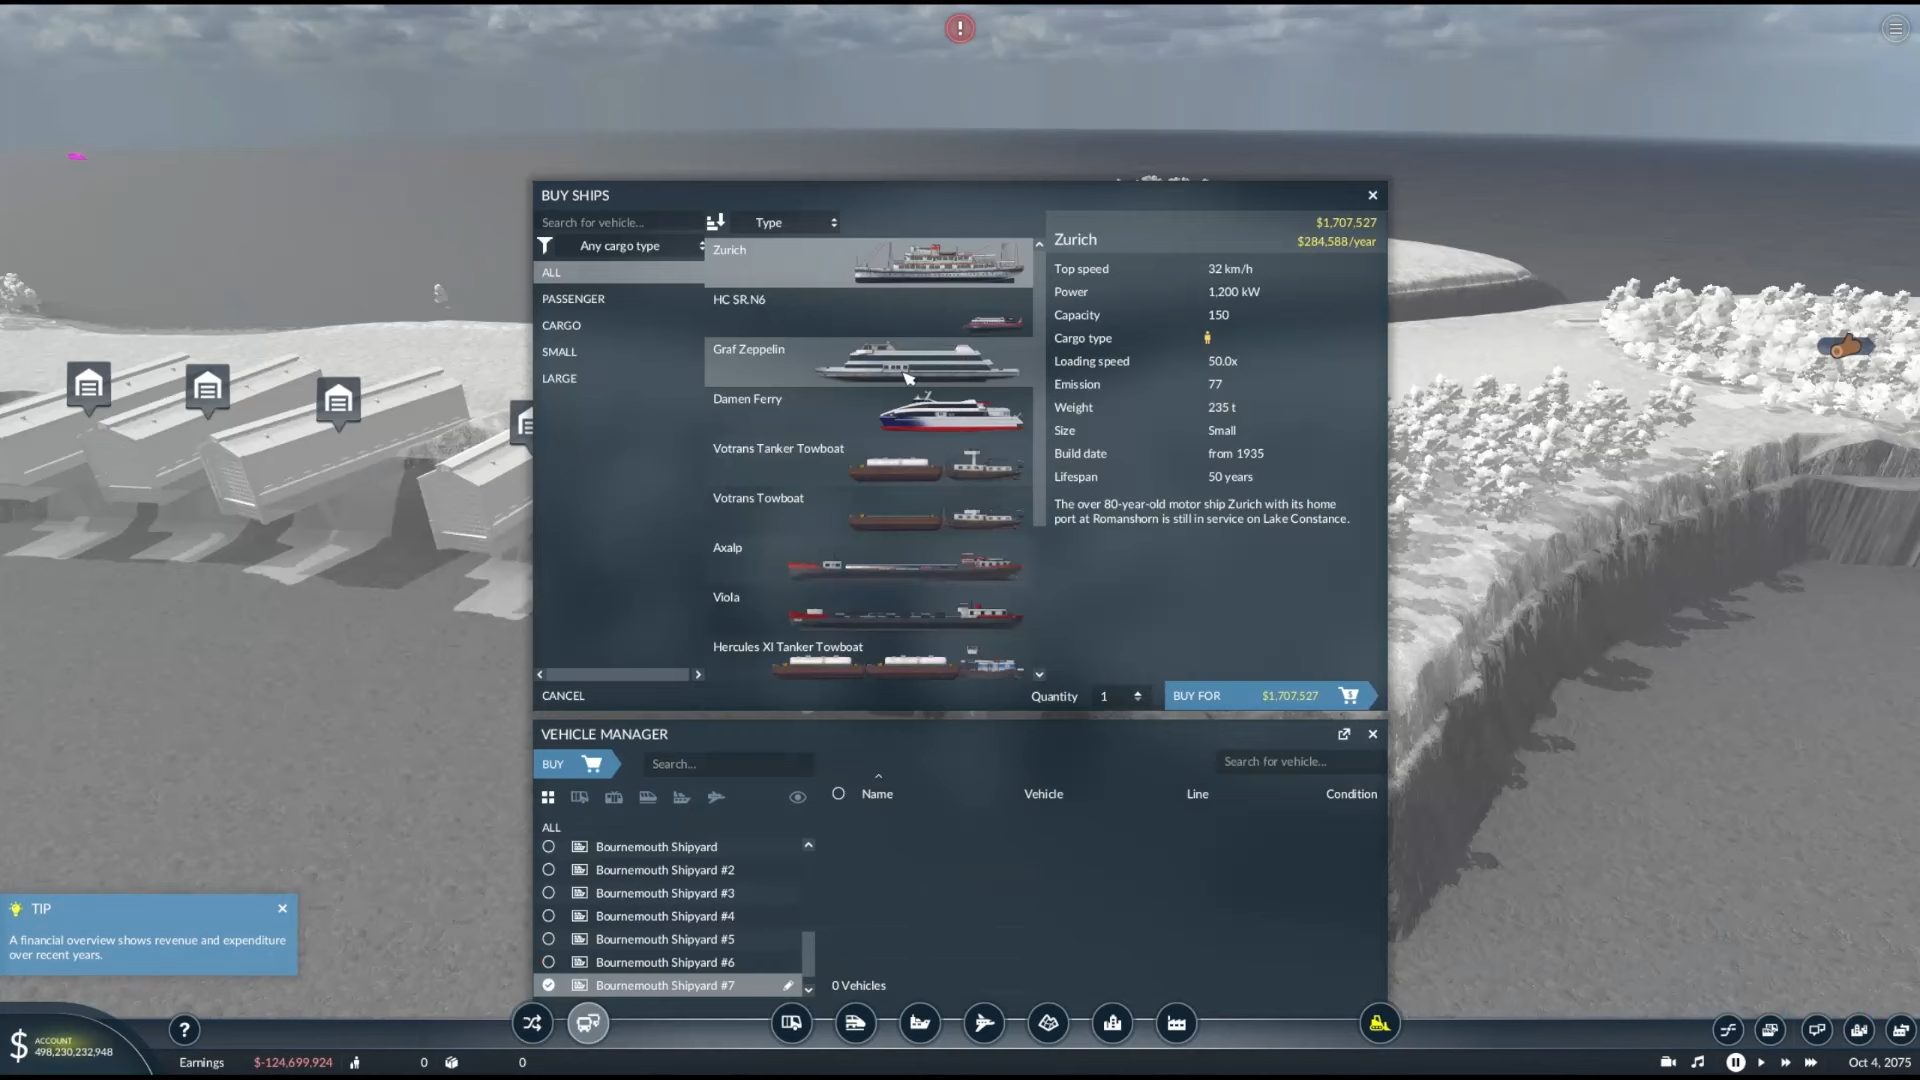 !
BUY SHIPS
Search for vehicle...
Type
Any cargo type
ALL
PASSENGER
CARGO
SMALL
LARGE
Zurich
HC SR.N6
Graf Zeppelin
Damen Ferry
Votrans Tanker Towboat
Votrans Towboat
Axalp
Viola
Hercules XI Tanker Towboat
$1,707,527
Zurich
$284,588/year
Top speed 32 km/h
Power 1,200 kW
Capacity 150
Cargo type
Loading speed 50.0x
Emission 77
Weight 235 t
Size Small
Build date from 1935
Lifespan 50 years
The over 80-year-old motor ship Zurich with its home
port at Romanshorn is still in service on Lake Constance.
CANCEL
Quantity 1
BUY FOR $1,707,527
VEHICLE MANAGER
BUY
Search...
Search for vehicle...
Name Vehicle Line Condition
ALL
Bournemouth Shipyard
Bournemouth Shipyard #2
Bournemouth Shipyard #3
Bournemouth Shipyard #4
Bournemouth Shipyard #5
Bournemouth Shipyard #6
Bournemouth Shipyard #7
0 Vehicles
TIP
A financial overview shows revenue and expenditure
over recent years.
$ ACCOUNT
498,230,232,948
?
Earnings $-124,699,924 0 0
Oct 4, 2075